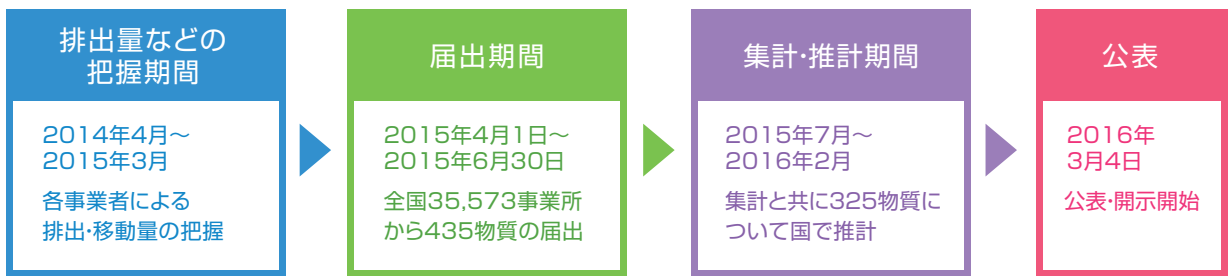 排出量などの
把握期間
2014年4月～
2015年3月
各事業者による
排出・移動量の把握
届出期間
2015年4月1日～
2015年6月30日
全国35,573事業所
から435物質の届出
集計・推計期間
2015年7月～
2016年2月
集計と共に325物質に
ついて国で推計
公表
2016年
3月4日
公表・開示開始